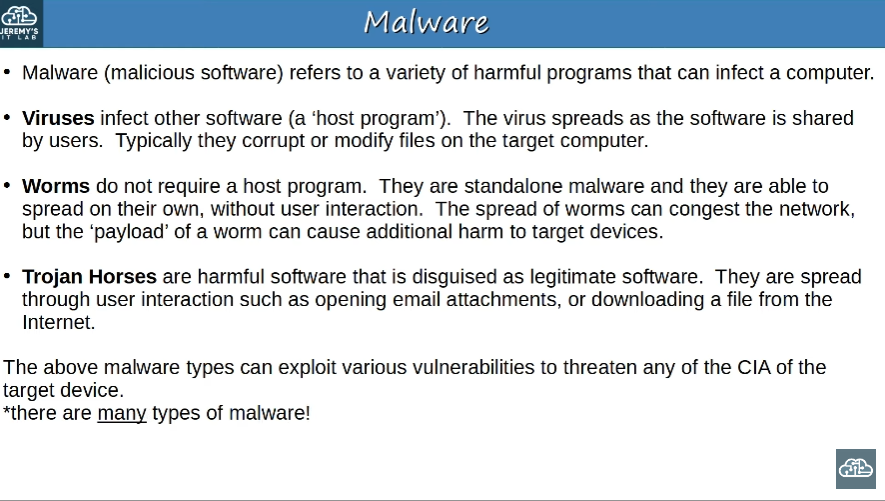 JEREMY'S
IT LAB
Malware
• Malware (malicious software) refers to a variety of harmful programs that can infect a computer.
• Viruses infect other software (a ‘host program’).  The virus spreads as the software is shared
by users.  Typically they corrupt or modify files on the target computer.
• Worms do not require a host program.  They are standalone malware and they are able to
spread on their own, without user interaction.  The spread of worms can congest the network,
but the ‘payload’ of a worm can cause additional harm to target devices.
• Trojan Horses are harmful software that is disguised as legitimate software.  They are spread
through user interaction such as opening email attachments, or downloading a file from the
Internet.
The above malware types can exploit various vulnerabilities to threaten any of the CIA of the
target device.
*there are many types of malware!